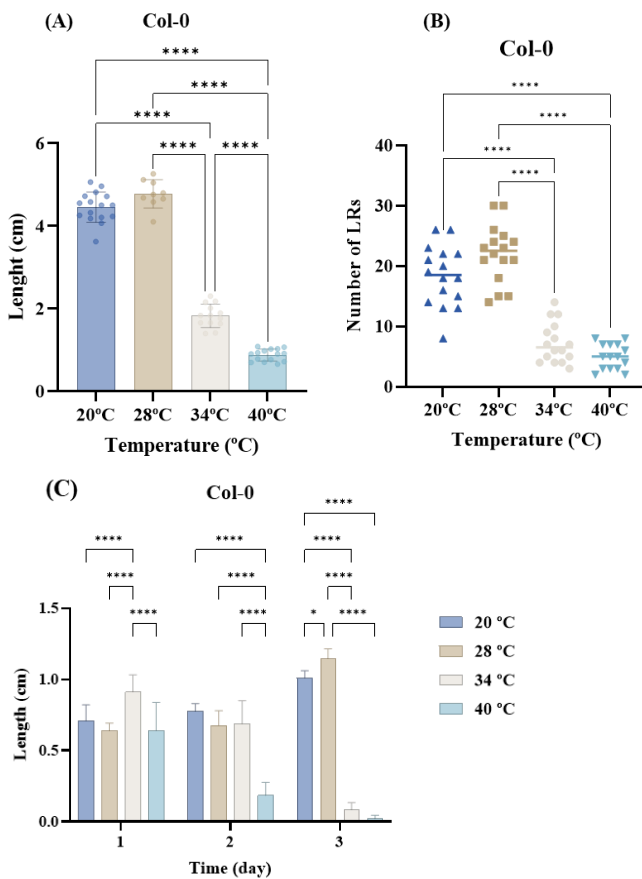 (A)
Col-0
****
****
****
**** ****
6
4
2
0
Lenght (cm)
20ºC 28ºC 34ºC 40ºC
Temperature (ºC)
(B)
Col-0
****
****
****
****
40
30
20
10
0
Number of LRs
20ºC 28ºC 34ºC 40ºC
Temperature (ºC)
(C)
Col-0
****
**** **** ****
**** **** ****
**** **** * ****
1.5
1.0
0.5
0.0
Length (cm)
1 2 3
Time (day)
20 ºC
28 ºC
34 ºC
40 ºC